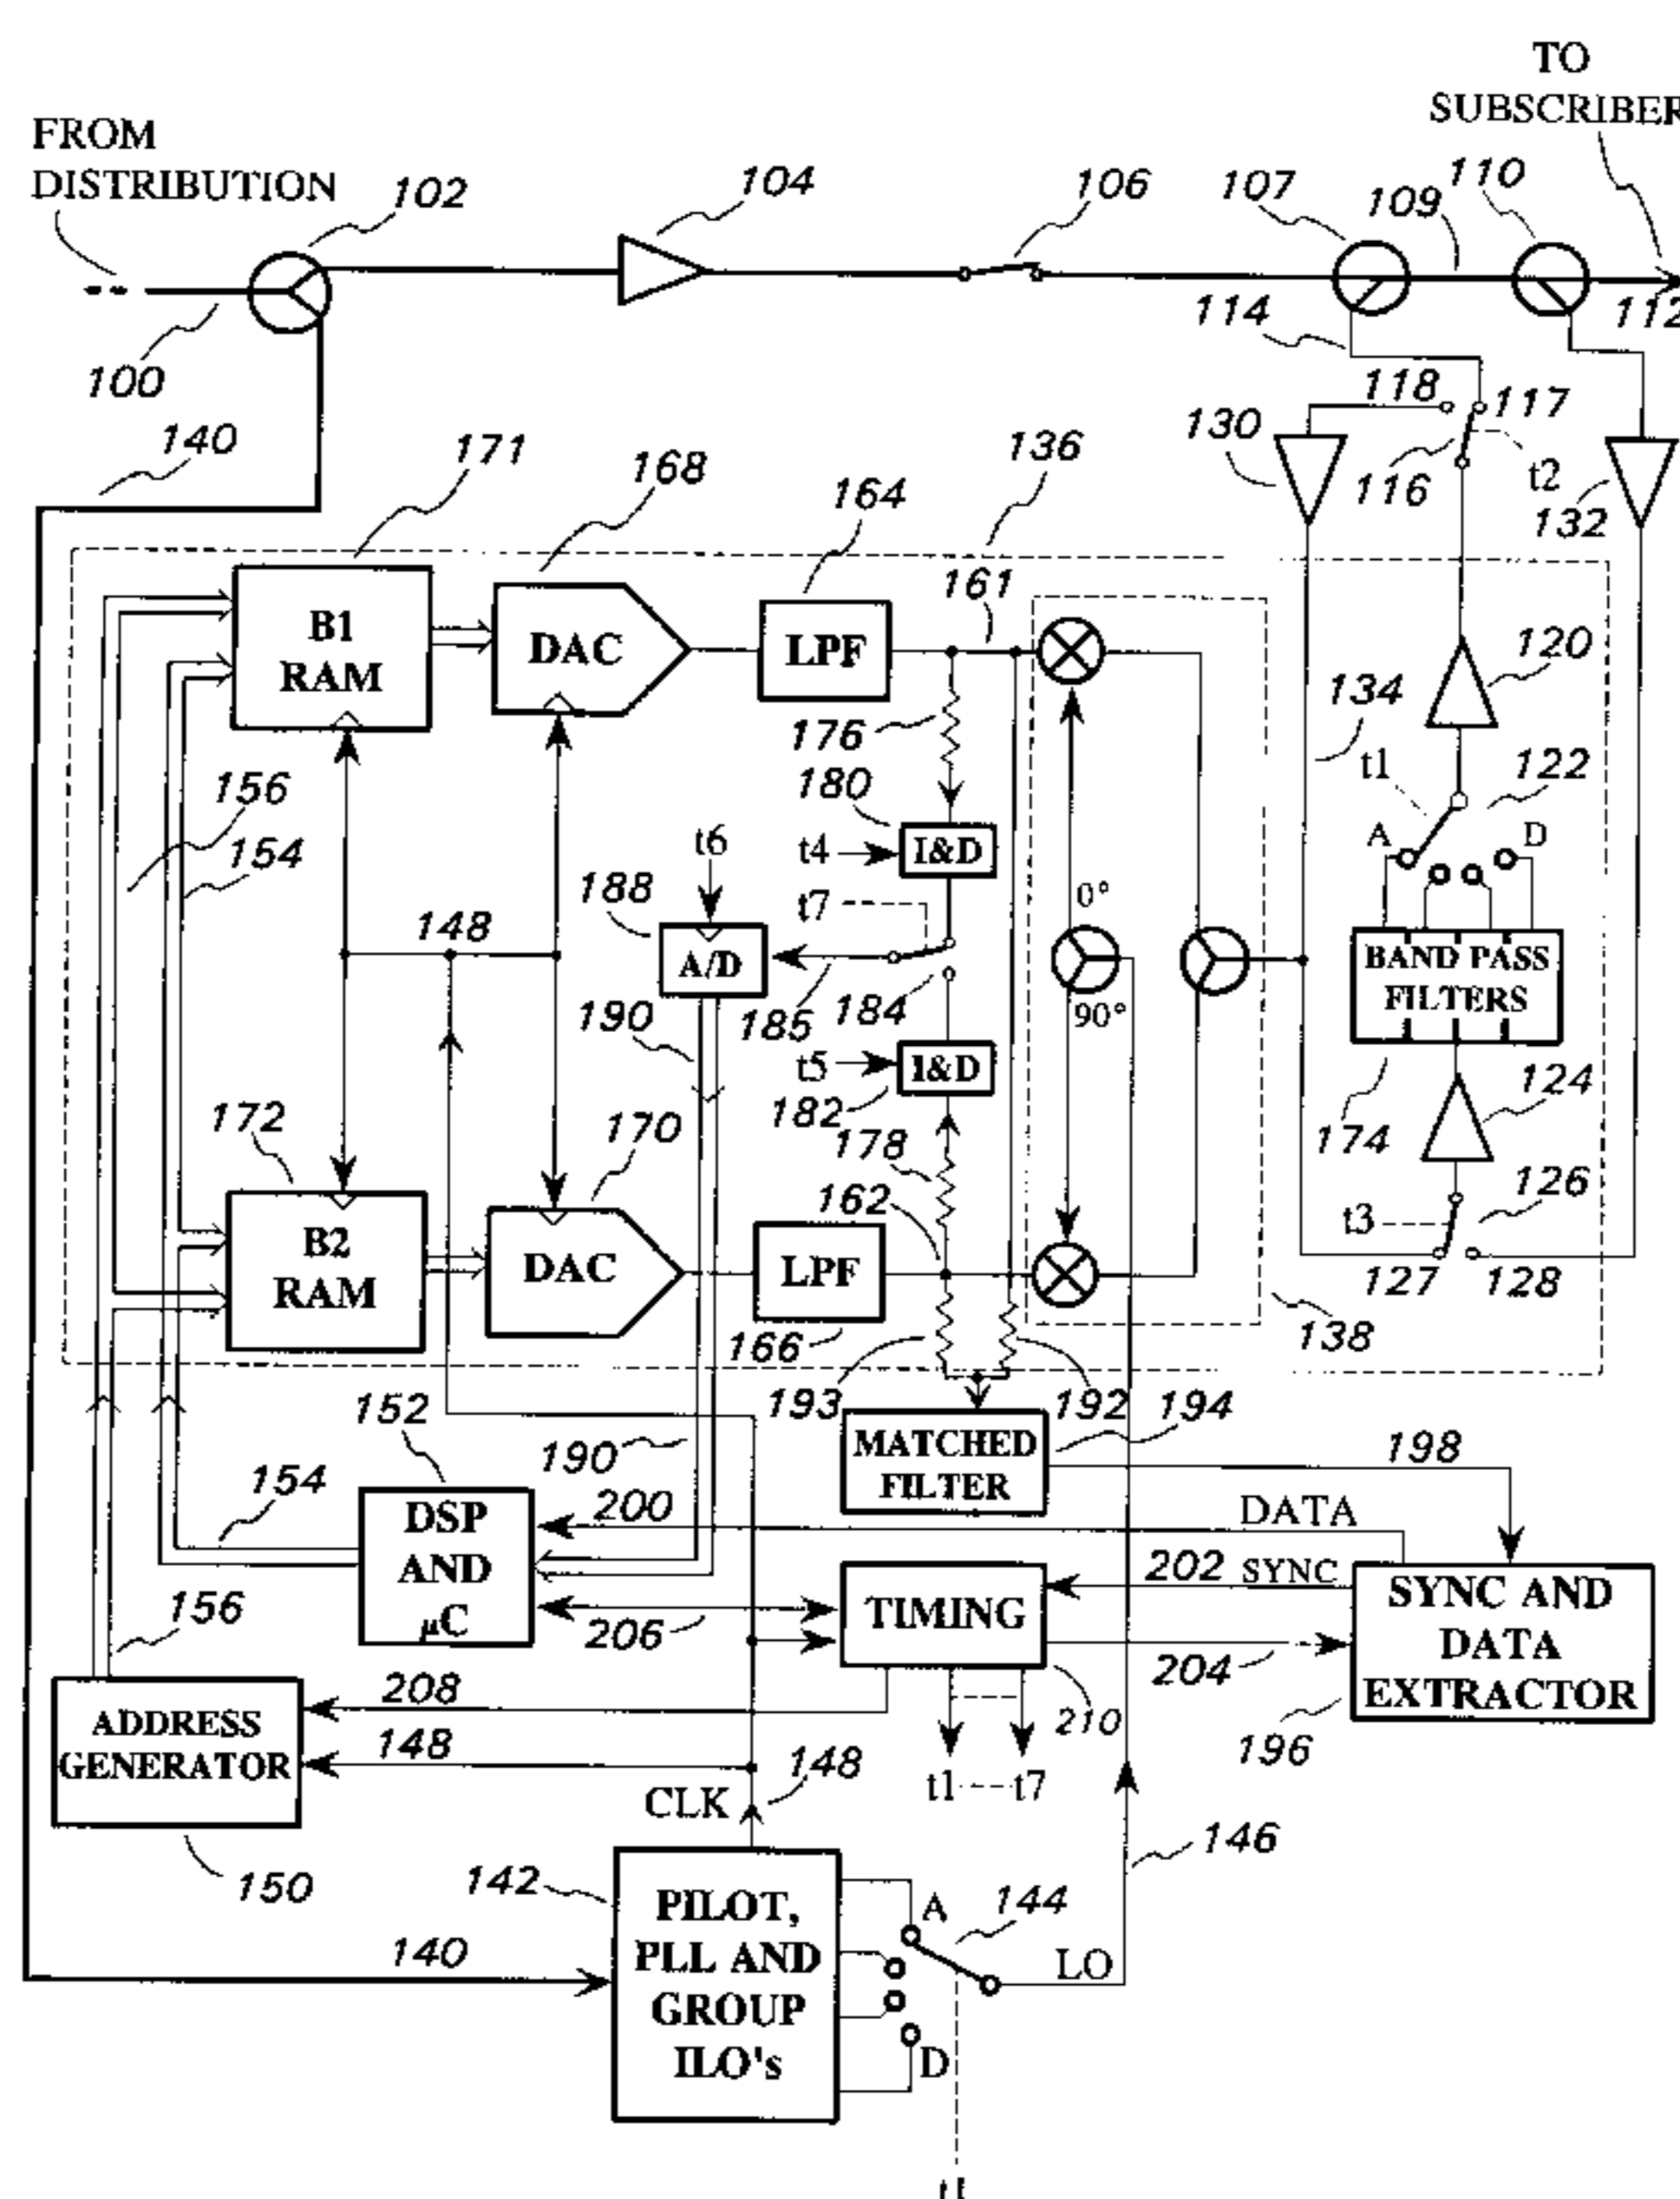 TO
SUBSCRIBER
FROM
DISTRIBUTION
102
104
106
107
109
110
112
100
114
118
117
116
t2
130
132
140
171
168
164
136
161
B1
RAM
DAC
LPF
120
134
176
t1
122
156
154
180
I&D
t4
t6
A
D
188
148
t7
A/D
0°
90°
BAND PASS
FILTERS
190
185
184
t5
I&D
182
124
172
170
178
174
162
t3
126
B2
RAM
DAC
LPF
127
128
166
138
193
192
194
152
190
MATCHED
FILTER
198
154
DSP
AND
µC
200
DATA
202
SYNC
SYNC AND
DATA
EXTRACTOR
156
206
TIMING
204
208
210
196
ADDRESS
GENERATOR
148
148
CLK
t1
t7
150
146
142
PILOT,
PLL AND
GROUP
ILO's
A
144
140
LO
D
t1